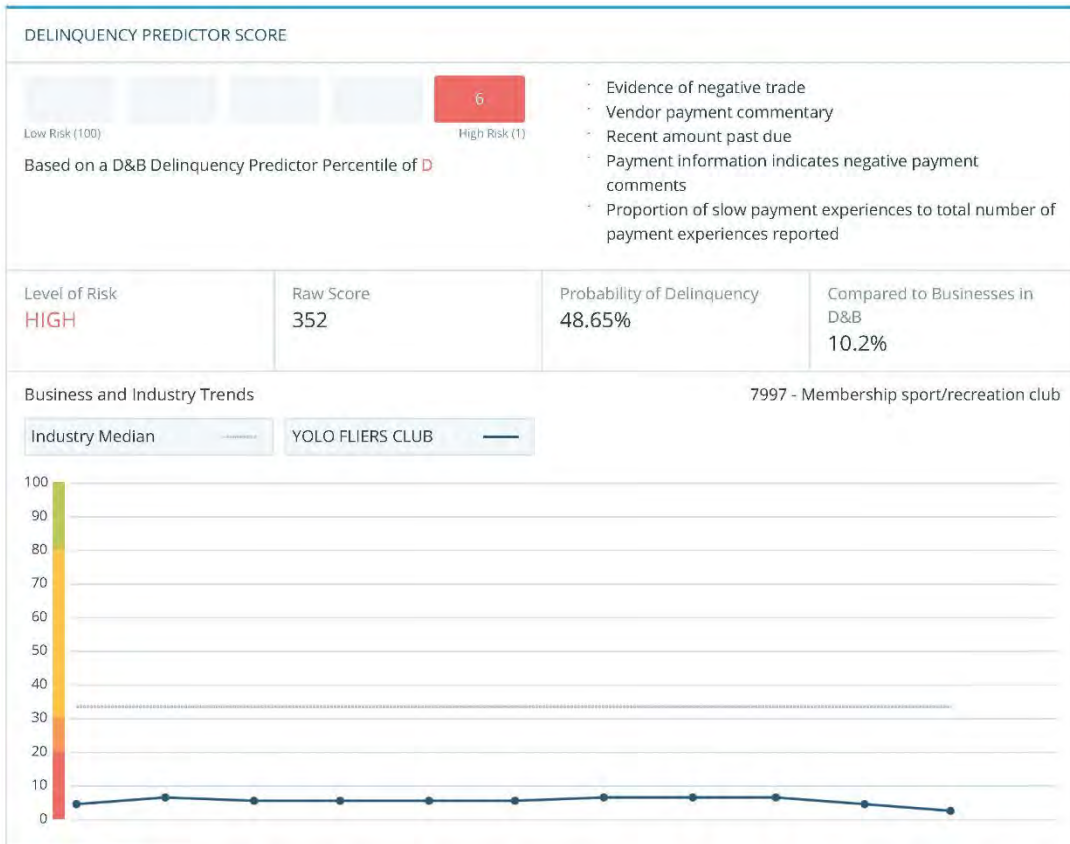 DELINQUENCY PREDICTOR SCORE
6
Low Risk (100)
High Risk (1)
Based on a D&B Delinquency Predictor Percentile of D
Evidence of negative trade
Vendor payment commentary
Recent amount past due
Payment information indicates negative payment
comments
Proportion of slow payment experiences to total number of
payment experiences reported
Level of Risk
HIGH
Raw Score
352
Probability of Delinquency
48.65%
Compared to Businesses in
D&B
10.2%
Business and Industry Trends
7997 - Membership sport/recreation club
Industry Median
YOLO FLIERS CLUB
100
90
80
70
60
50
40
30
20
10
0